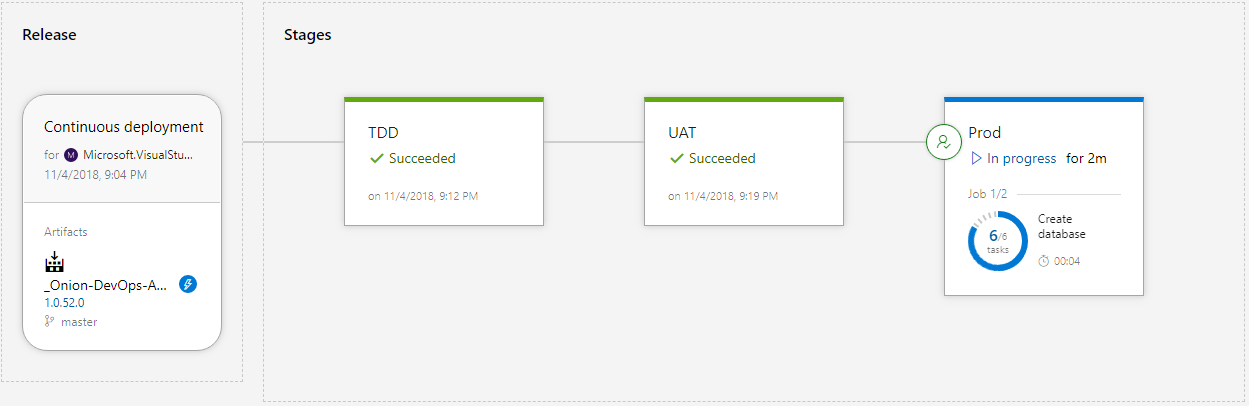 Release
Continuous deployment
for M Microsoft.VisualStu...
11/4/2018, 9:04 PM
Artifacts
_Onion-DevOps-A...
1.0.52.0
master
Stages
TDD
Succeeded
on 11/4/2018, 9:12 PM
UAT
Succeeded
on 11/4/2018, 9:19 PM
Prod
In progress for 2m
Job 1/2
6/6
tasks
Create
database
00:04